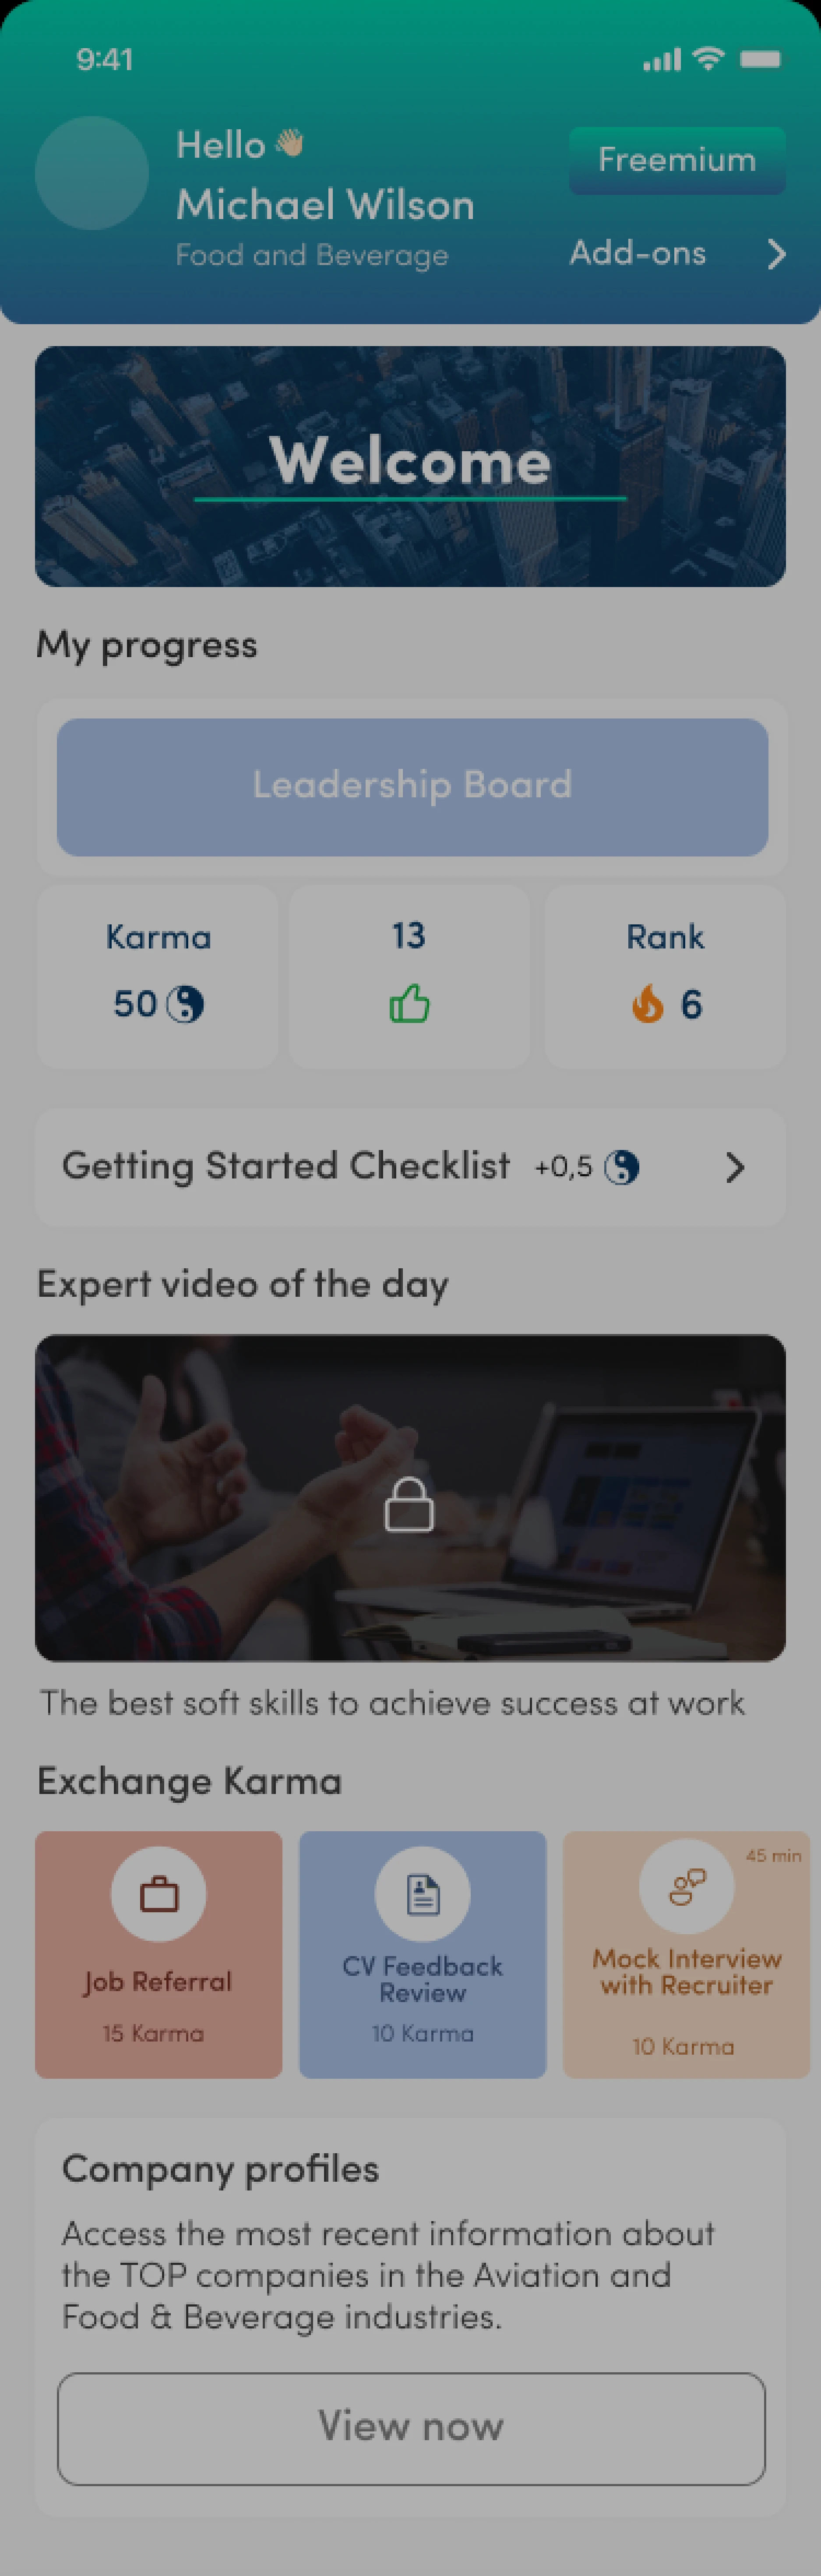 9:41
Hello 👋
Michael Wilson
Food and Beverage
Freemium
Add-ons
Welcome
My progress
Leadership Board
Karma
50
13
Rank
6
Getting Started Checklist +0,5
Expert video of the day
The best soft skills to achieve success at work
Exchange Karma
Job Referral
15 Karma
CV Feedback
Review
10 Karma
45 min
Mock Interview
with Recruiter
10 Karma
Company profiles
Access the most recent information about
the TOP companies in the Aviation and
Food & Beverage industries.
View now